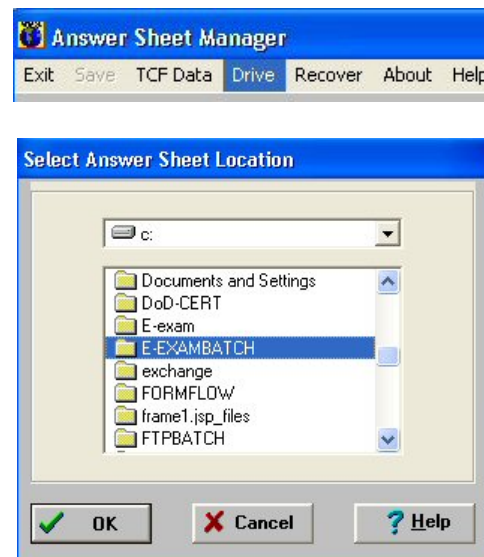 Answer Sheet Manager
Exit Save TCF Data Drive Recover About Help
Select Answer Sheet Location
c:
Documents and Settings
DoD-CERT
E-exam
E-EXAMBATCH
exchange
FORMFLOW
frame1.jsp_files
FTPBATCH
OK Cancel Help